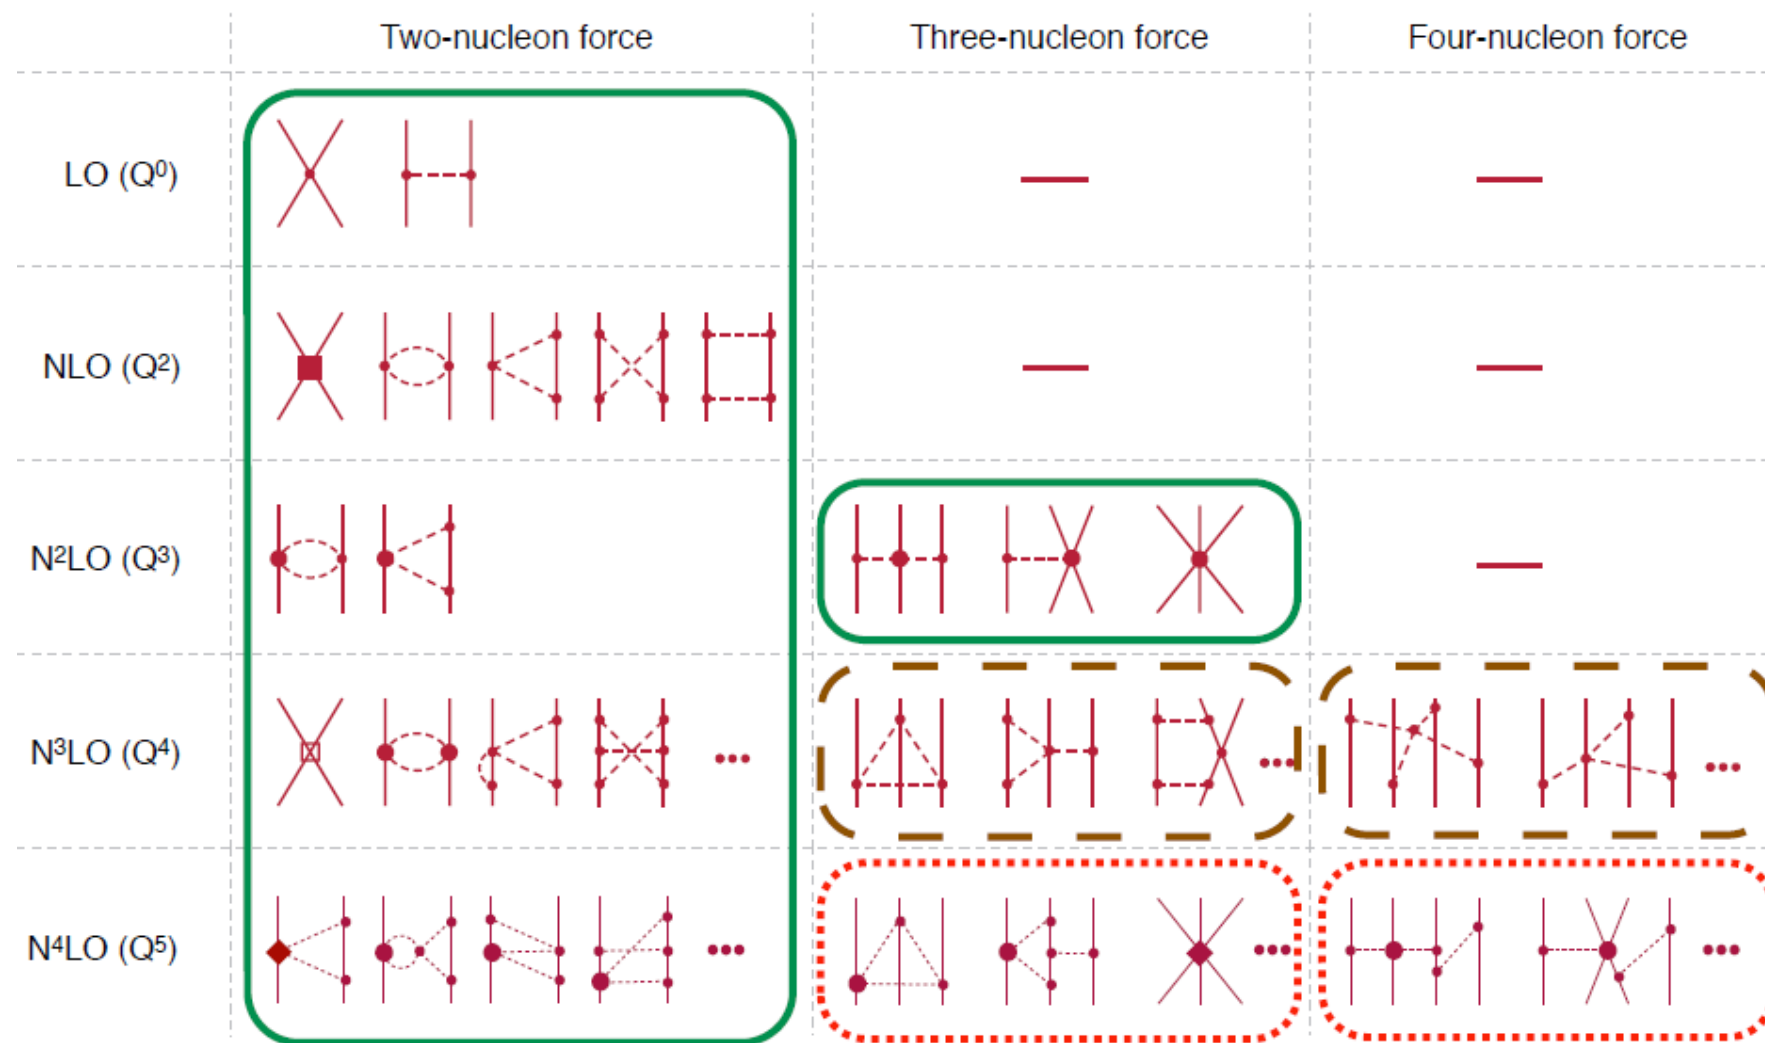 Two-nucleon force Three-nucleon force Four-nucleon force
LO (Q⁰)
NLO (Q²)
N²LO (Q³)
N³LO (Q⁴)
N⁴LO (Q⁵)